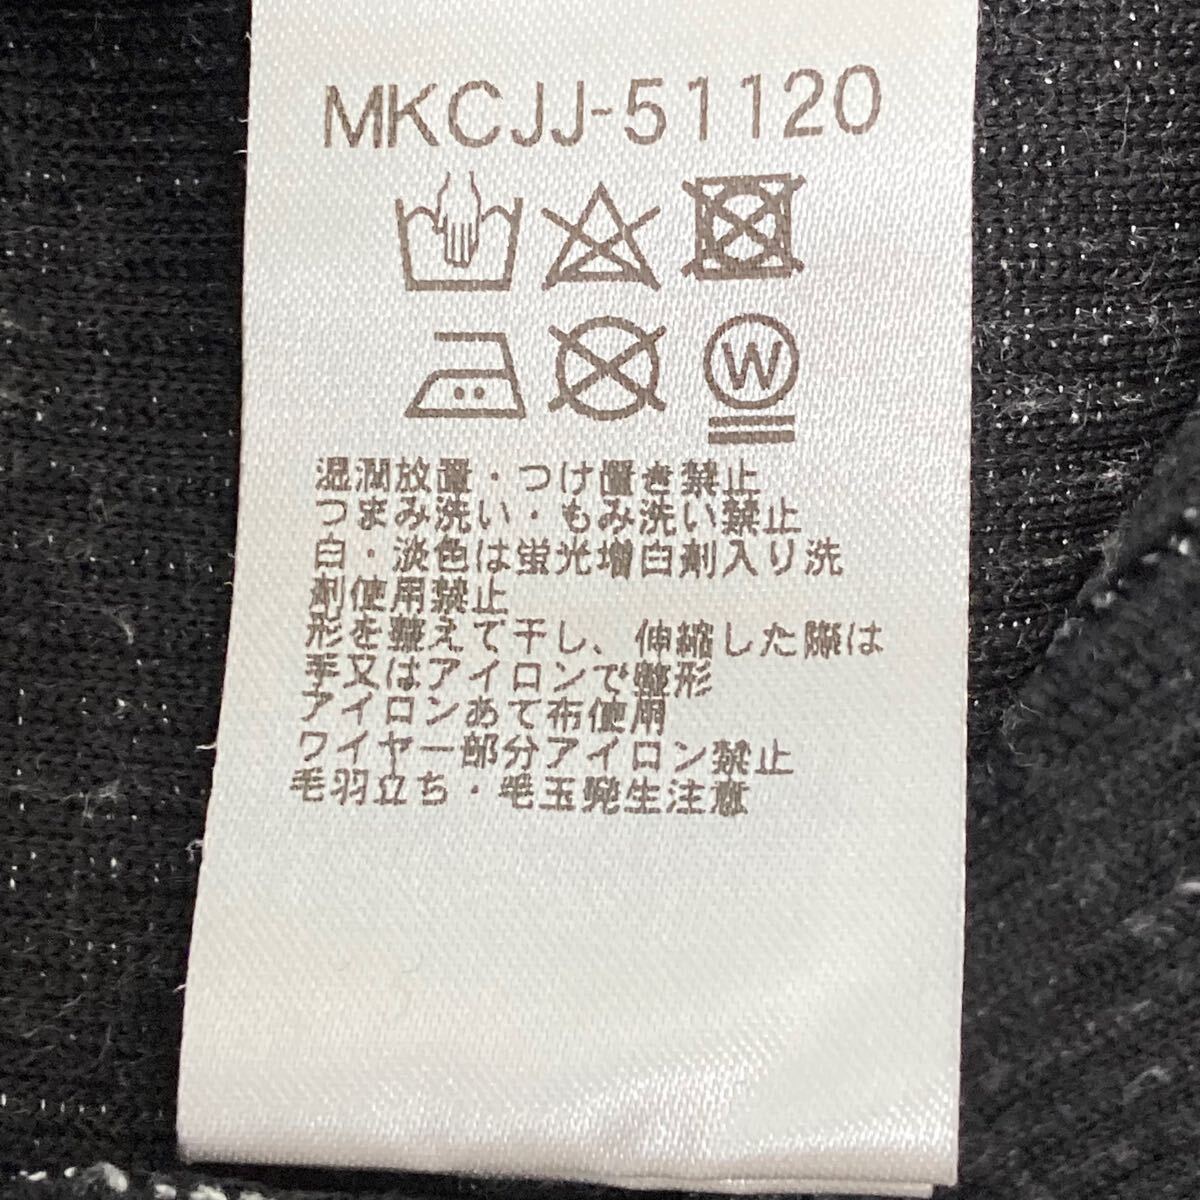 MKCJJ-51120
W
湿潤放置・つけ置き禁止
つまみ洗い・もみ洗い禁止
白・淡色は蛍光増白剤入り洗
剤使用禁止
形を整えて干し、伸縮した際は
手又はアイロンで整形
アイロンあて布使用
ワイヤー部分アイロン禁止
毛羽立ち・毛玉発生注意